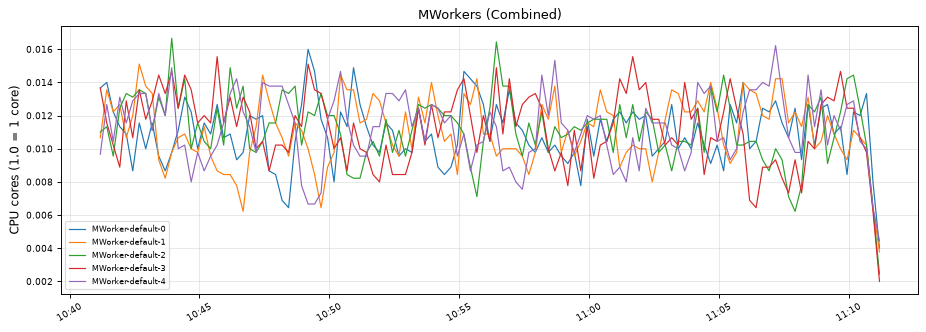 MWorkers (Combined)
CPU cores (1.0 = 1 core)
0.016
0.014
0.012
0.010
0.008
0.006
0.004
0.002
MWorker-default-0
MWorker-default-1
MWorker-default-2
MWorker-default-3
MWorker-default-4
10:40
10:45
10:50
10:55
11:00
11:05
11:10